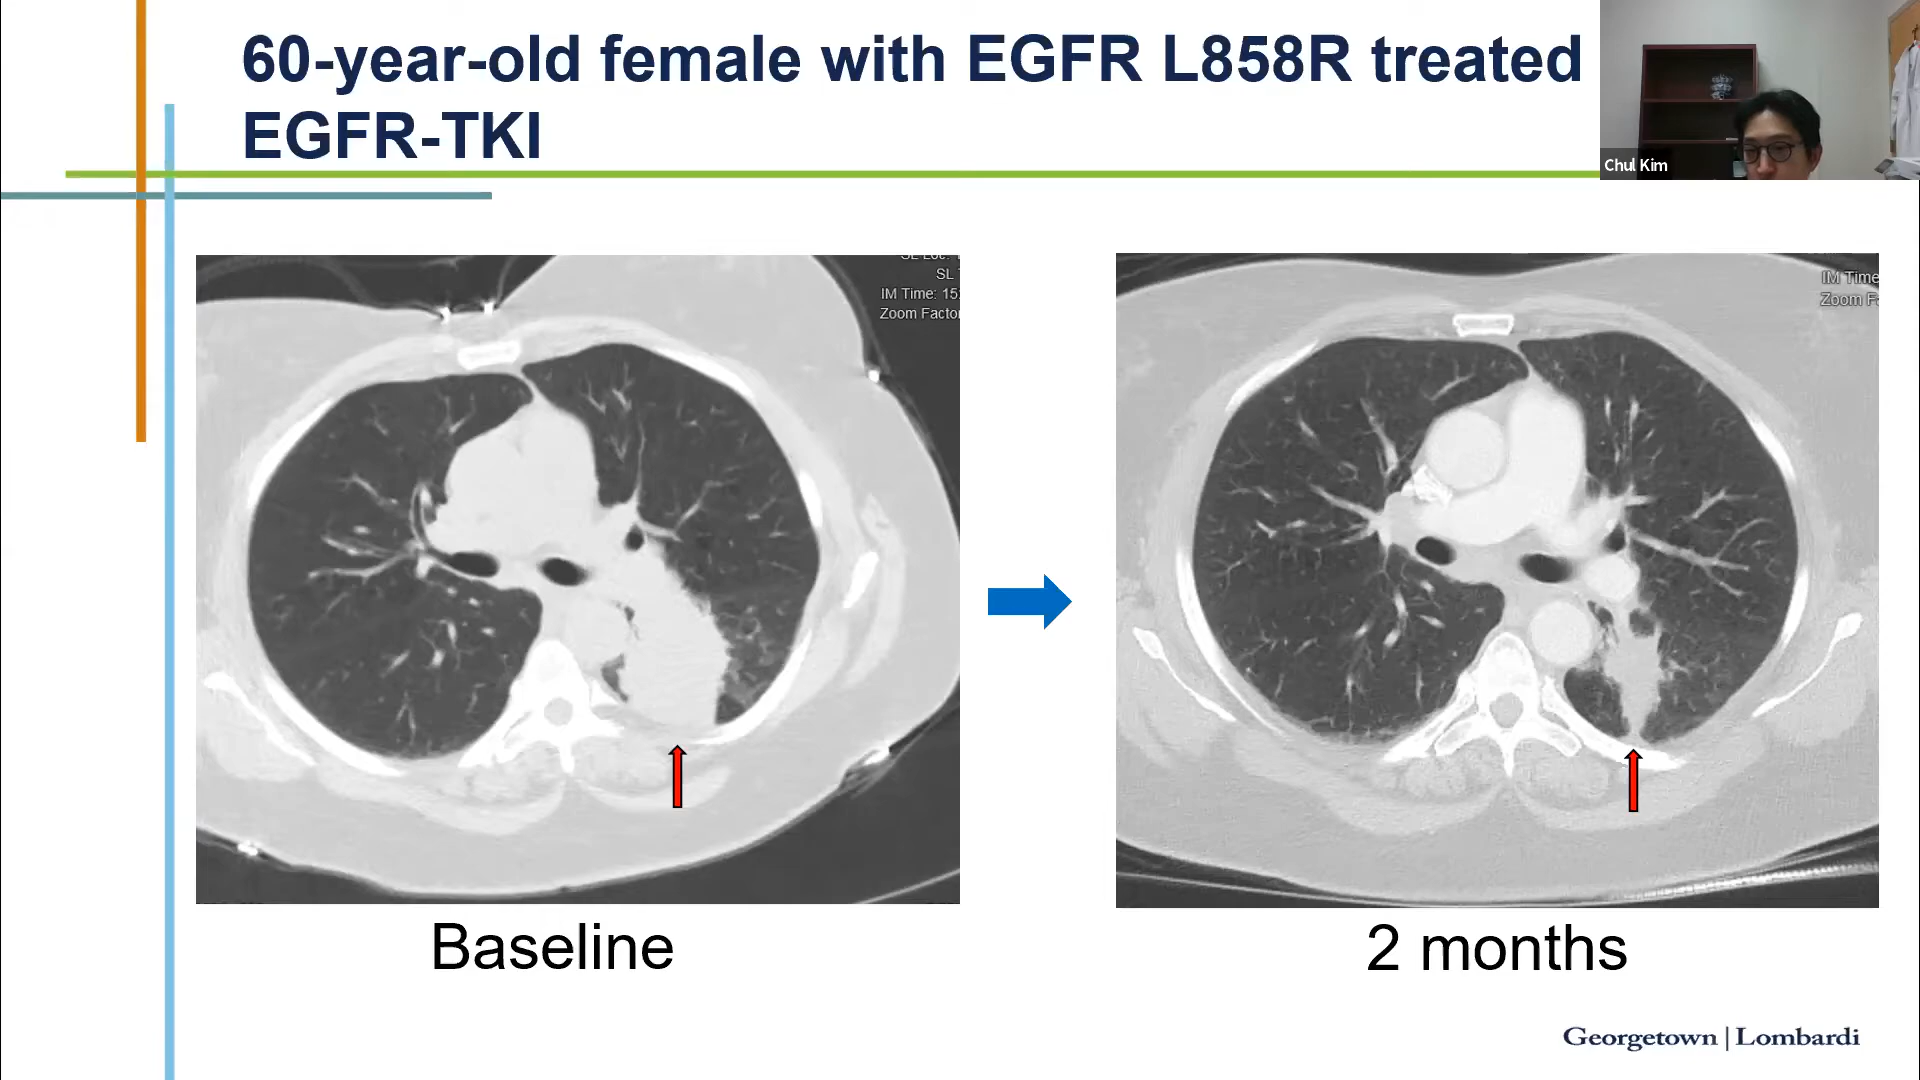 60-year-old female with EGFR L858R treated
EGFR-TKI
Chul Kim
SL
IM Time: 15
Zoom Factor
IM Time
Zoom F
Baseline
2 months
Georgetown | Lombardi